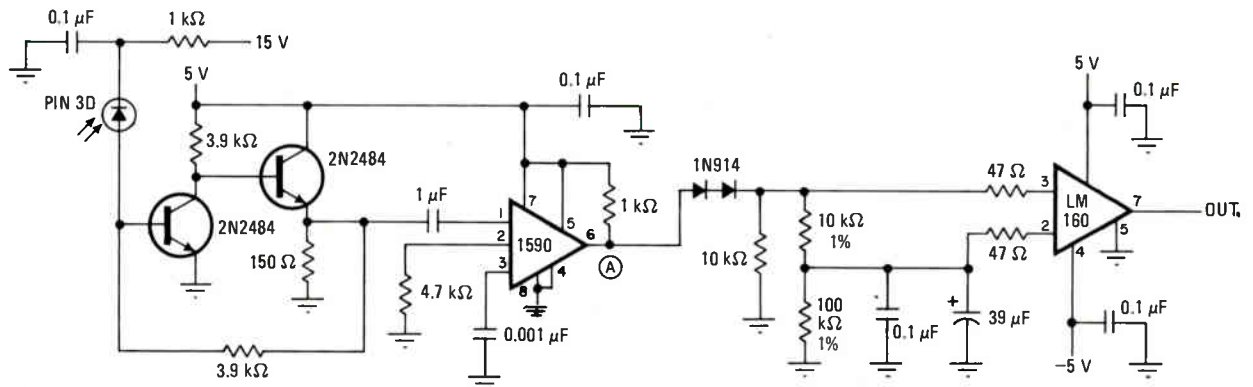 0.1 µF
1 kΩ
15 V
5 V
PIN 3D
3.9 kΩ
2N2484
2N2484
150 Ω
3.9 kΩ
1 µF
4.7 kΩ
0.001 µF
0.1 µF
1
2
3
7
5
6
1590
8
4
1 kΩ
A
1N914
10 kΩ
10 kΩ
1%
100
kΩ
1%
0.1 µF
+
39 µF
47 Ω
47 Ω
5 V
0.1 µF
3
2
LM
160
7
5
4
OUT.
0.1 µF
−5 V